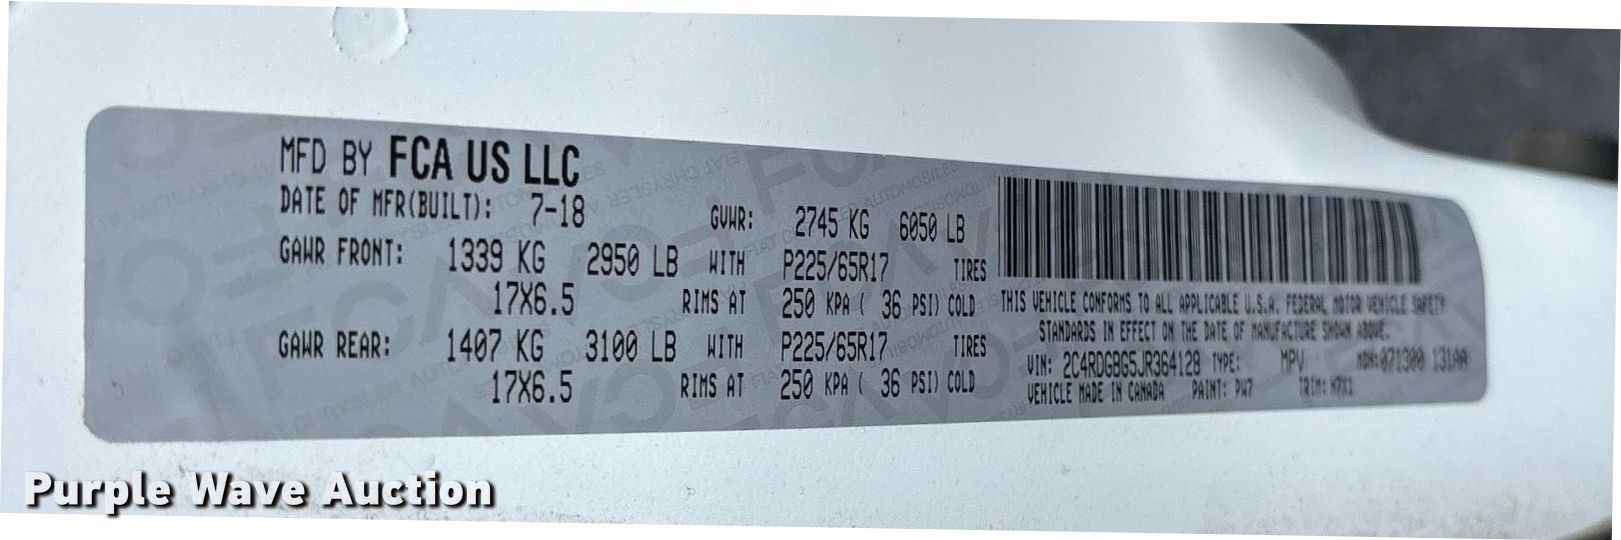 MFD BY FCA US LLC
DATE OF MFR(BUILT): 7-18 GVWR: 2745 KG 6050 LB
GAWR FRONT: 1339 KG 2950 LB WITH P225/65R17 TIRES
17X6.5 RIMS AT 250 KPA ( 36 PSI) COLD
GAWR REAR: 1407 KG 3100 LB WITH P225/65R17 TIRES
17X6.5 RIMS AT 250 KPA ( 36 PSI) COLD
THIS VEHICLE CONFORMS TO ALL APPLICABLE U.S.A. FEDERAL MOTOR VEHICLE SAFETY
STANDARDS IN EFFECT ON THE DATE OF MANUFACTURE SHOWN ABOVE.
VIN: 2C4RDGBG5JR364128 TYPE: MPV MDH:071300 131AA
VEHICLE MADE IN CANADA PAINT: PW7 TRIM:
Purple Wave Auction